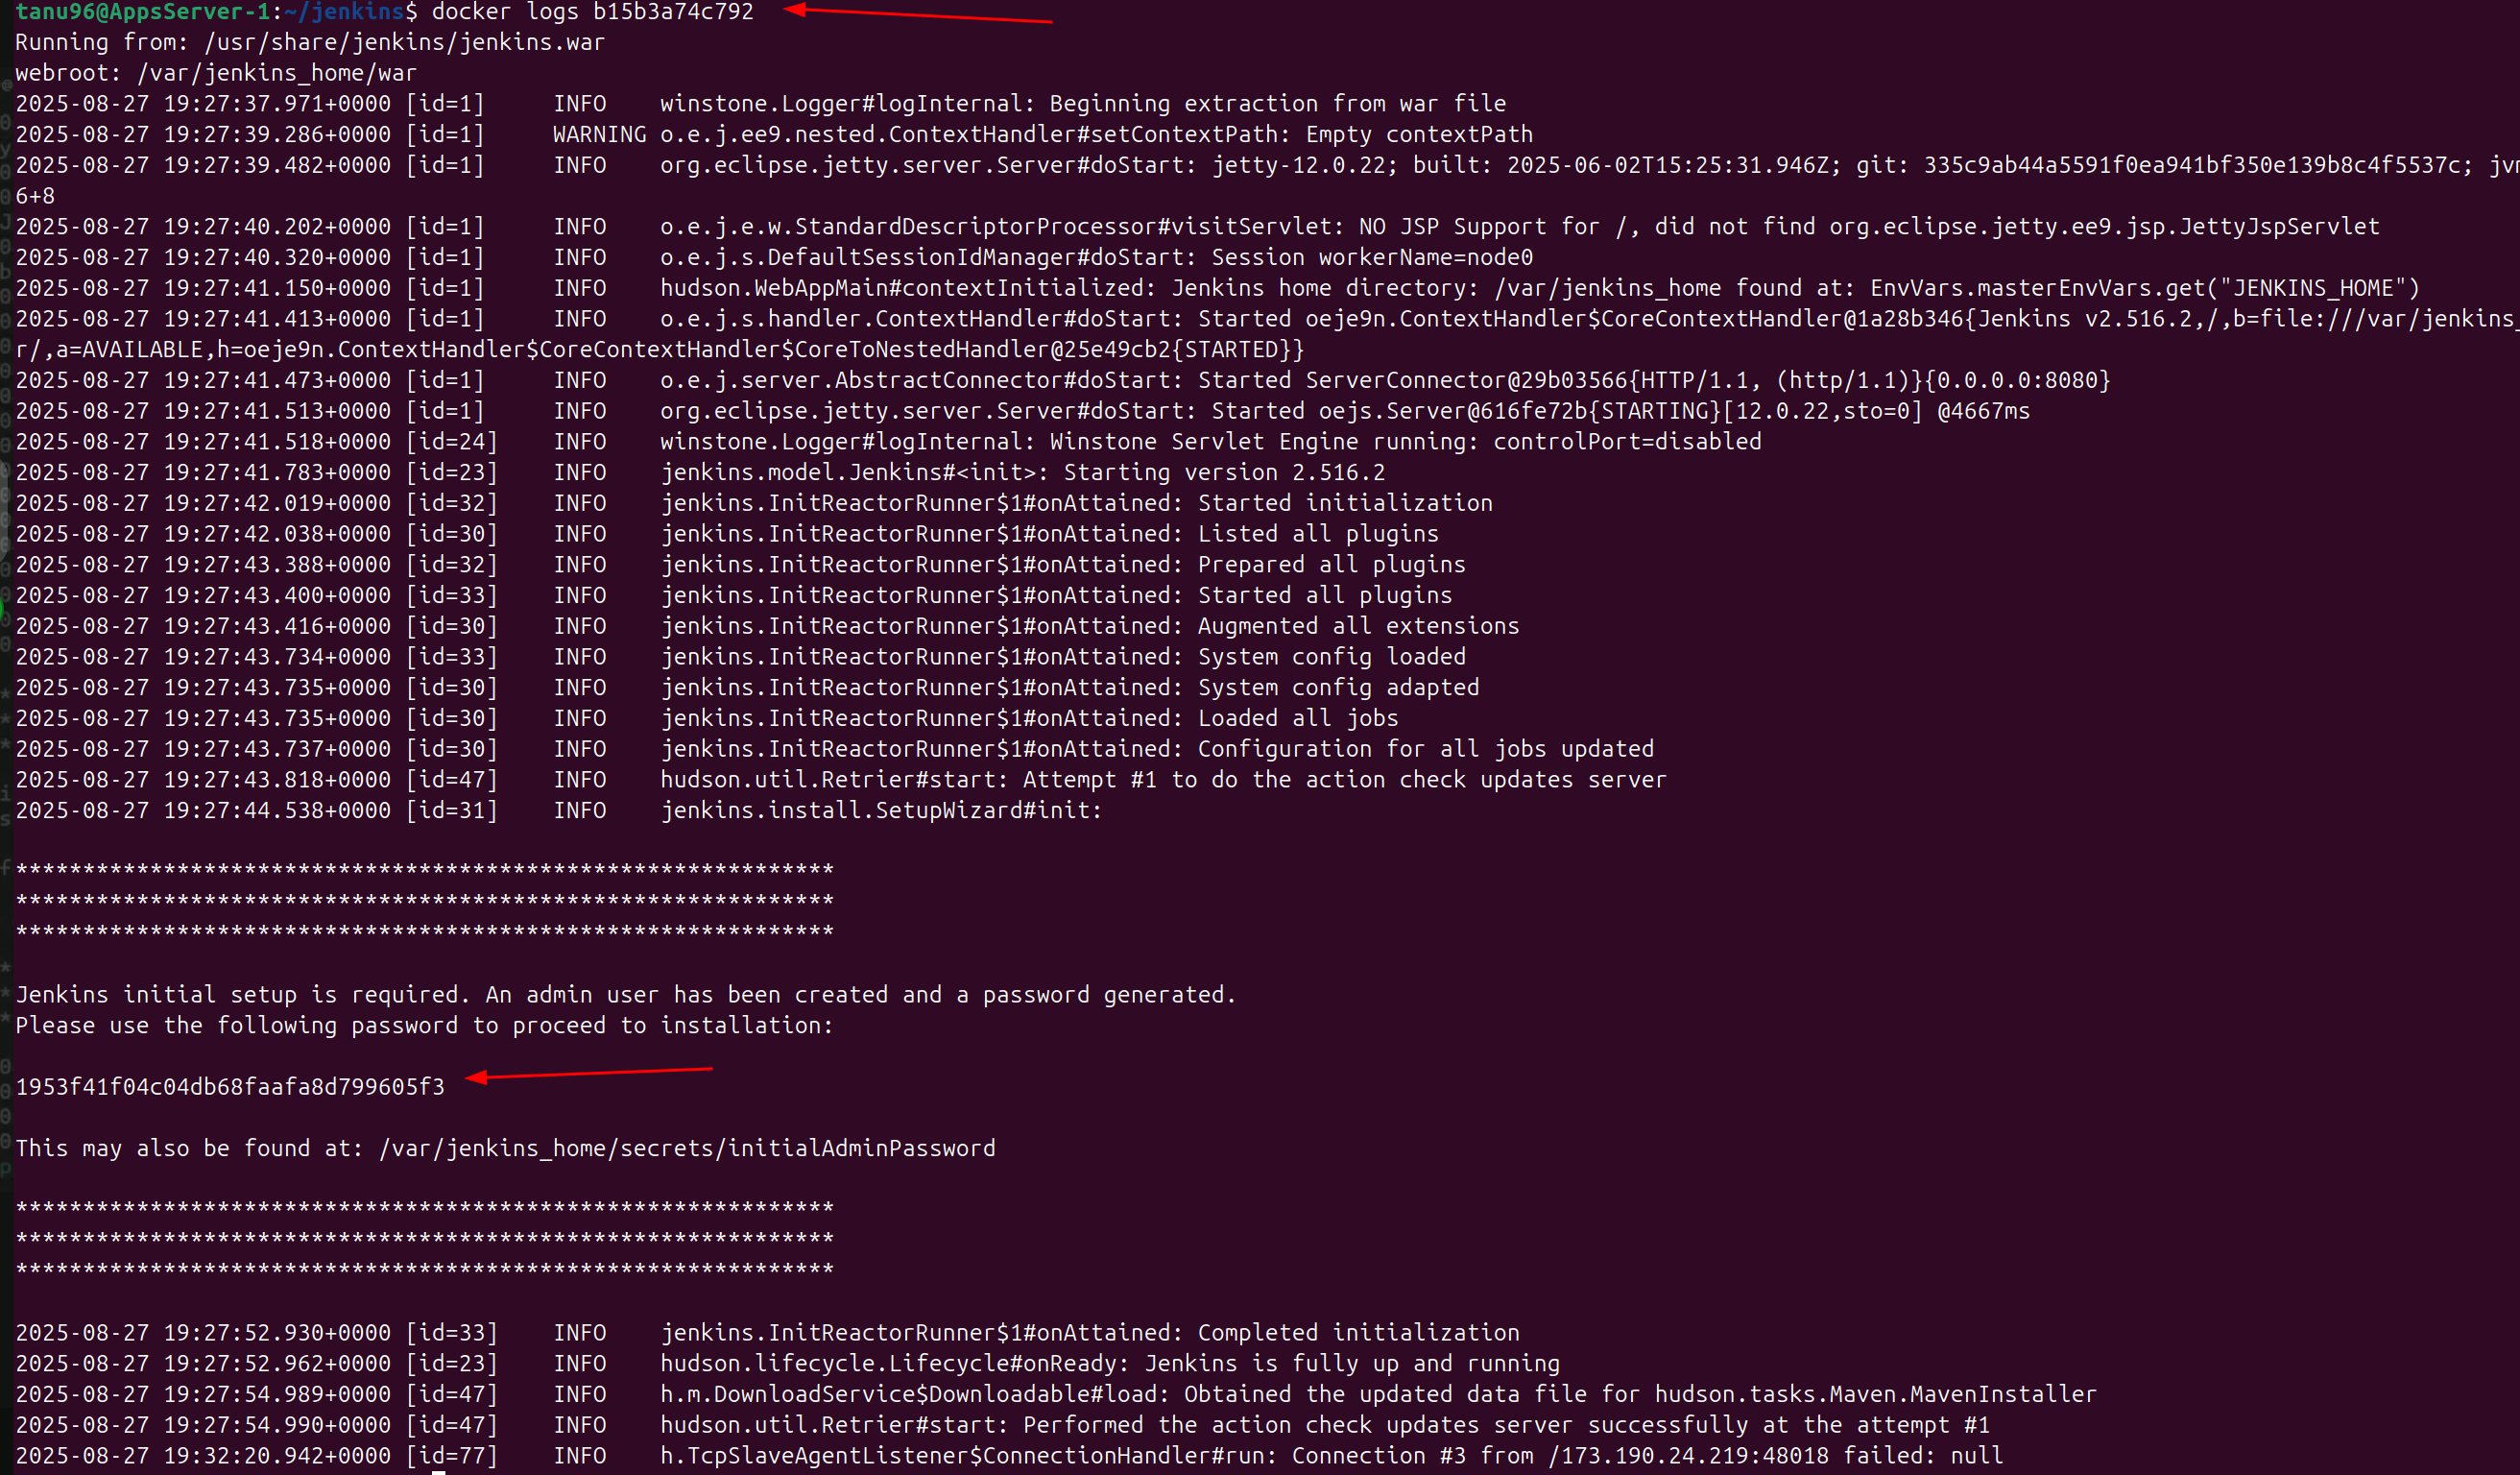 tanu96@AppsServer-1:~/jenkins$ docker logs b15b3a74c792
Running from: /usr/share/jenkins/jenkins.war
webroot: /var/jenkins_home/war
2025-08-27 19:27:37.971+0000 [id=1]     INFO    winstone.Logger#logInternal: Beginning extraction from war file
2025-08-27 19:27:39.286+0000 [id=1]     WARNING o.e.j.ee9.nested.ContextHandler#setContextPath: Empty contextPath
2025-08-27 19:27:39.482+0000 [id=1]     INFO    org.eclipse.jetty.server.Server#doStart: jetty-12.0.22; built: 2025-06-02T15:25:31.946Z; git: 335c9ab44a5591f0ea941bf350e139b8c4f5537c;
6+8
2025-08-27 19:27:40.202+0000 [id=1]     INFO    o.e.j.e.w.StandardDescriptorProcessor#visitServlet: NO JSP Support for /, did not find org.eclipse.jetty.ee9.jsp.JettyJspServlet
2025-08-27 19:27:40.320+0000 [id=1]     INFO    o.e.j.s.DefaultSessionIdManager#doStart: Session workerName=node0
2025-08-27 19:27:41.150+0000 [id=1]     INFO    hudson.WebAppMain#contextInitialized: Jenkins home directory: /var/jenkins_home found at: EnvVars.masterEnvVars.get("JENKINS_HOME")
2025-08-27 19:27:41.413+0000 [id=1]     INFO    o.e.j.s.handler.ContextHandler#doStart: Started oeje9n.ContextHandler$CoreContextHandler@1a28b346{Jenkins v2.516.2,/,b=file:///var/jenkins_
r/,a=AVAILABLE,h=oeje9n.ContextHandler$CoreContextHandler$CoreToNestedHandler@25e49cb2{STARTED}}
2025-08-27 19:27:41.473+0000 [id=1]     INFO    o.e.j.server.AbstractConnector#doStart: Started ServerConnector@29b03566{HTTP/1.1, (http/1.1)}{0.0.0.0:8080}
2025-08-27 19:27:41.513+0000 [id=1]     INFO    org.eclipse.jetty.server.Server#doStart: Started oejs.Server@616fe72b{STARTING}[12.0.22,sto=0] @4667ms
2025-08-27 19:27:41.518+0000 [id=24]    INFO    winstone.Logger#logInternal: Winstone Servlet Engine running: controlPort=disabled
2025-08-27 19:27:41.783+0000 [id=23]    INFO    jenkins.model.Jenkins#<init>: Starting version 2.516.2
2025-08-27 19:27:42.019+0000 [id=32]    INFO    jenkins.InitReactorRunner$1#onAttained: Started initialization
2025-08-27 19:27:42.038+0000 [id=30]    INFO    jenkins.InitReactorRunner$1#onAttained: Listed all plugins
2025-08-27 19:27:43.388+0000 [id=32]    INFO    jenkins.InitReactorRunner$1#onAttained: Prepared all plugins
2025-08-27 19:27:43.400+0000 [id=33]    INFO    jenkins.InitReactorRunner$1#onAttained: Started all plugins
2025-08-27 19:27:43.416+0000 [id=30]    INFO    jenkins.InitReactorRunner$1#onAttained: Augmented all extensions
2025-08-27 19:27:43.734+0000 [id=33]    INFO    jenkins.InitReactorRunner$1#onAttained: System config loaded
2025-08-27 19:27:43.735+0000 [id=30]    INFO    jenkins.InitReactorRunner$1#onAttained: System config adapted
2025-08-27 19:27:43.735+0000 [id=30]    INFO    jenkins.InitReactorRunner$1#onAttained: Loaded all jobs
2025-08-27 19:27:43.737+0000 [id=30]    INFO    jenkins.InitReactorRunner$1#onAttained: Configuration for all jobs updated
2025-08-27 19:27:43.818+0000 [id=47]    INFO    hudson.util.Retrier#start: Attempt #1 to do the action check updates server
2025-08-27 19:27:44.538+0000 [id=31]    INFO    jenkins.install.SetupWizard#init:
*************************************************************
*************************************************************
*************************************************************
Jenkins initial setup is required. An admin user has been created and a password generated.
Please use the following password to proceed to installation:
1953f41f04c04db68faafa8d799605f3
This may also be found at: /var/jenkins_home/secrets/initialAdminPassword
*************************************************************
*************************************************************
*************************************************************
2025-08-27 19:27:52.930+0000 [id=33]    INFO    jenkins.InitReactorRunner$1#onAttained: Completed initialization
2025-08-27 19:27:52.962+0000 [id=23]    INFO    hudson.lifecycle.Lifecycle#onReady: Jenkins is fully up and running
2025-08-27 19:27:54.989+0000 [id=47]    INFO    h.m.DownloadService$Downloadable#load: Obtained the updated data file for hudson.tasks.Maven.MavenInstaller
2025-08-27 19:27:54.990+0000 [id=47]    INFO    hudson.util.Retrier#start: Performed the action check updates server successfully at the attempt #1
2025-08-27 19:32:20.942+0000 [id=77]    INFO    h.TcpSlaveAgentListener$ConnectionHandler#run: Connection #3 from /173.190.24.219:48018 failed: null